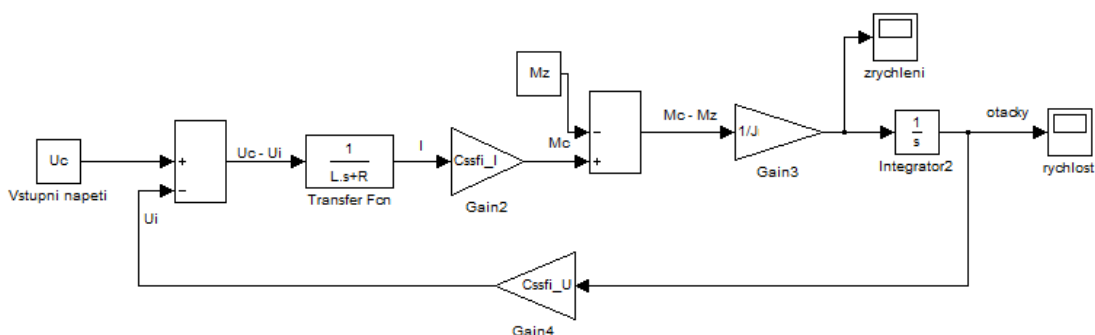 zrychleni
Mz
−
+
Mc
Mc - Mz
1/J
Gain3
1
s
Integrator2
otacky
rychlost
Uc
Vstupni napeti
+
−
Ui
Uc - Ui
1
L.s+R
Transfer Fcn
I
Cssfi_I
Gain2
Cssfi_U
Gain4